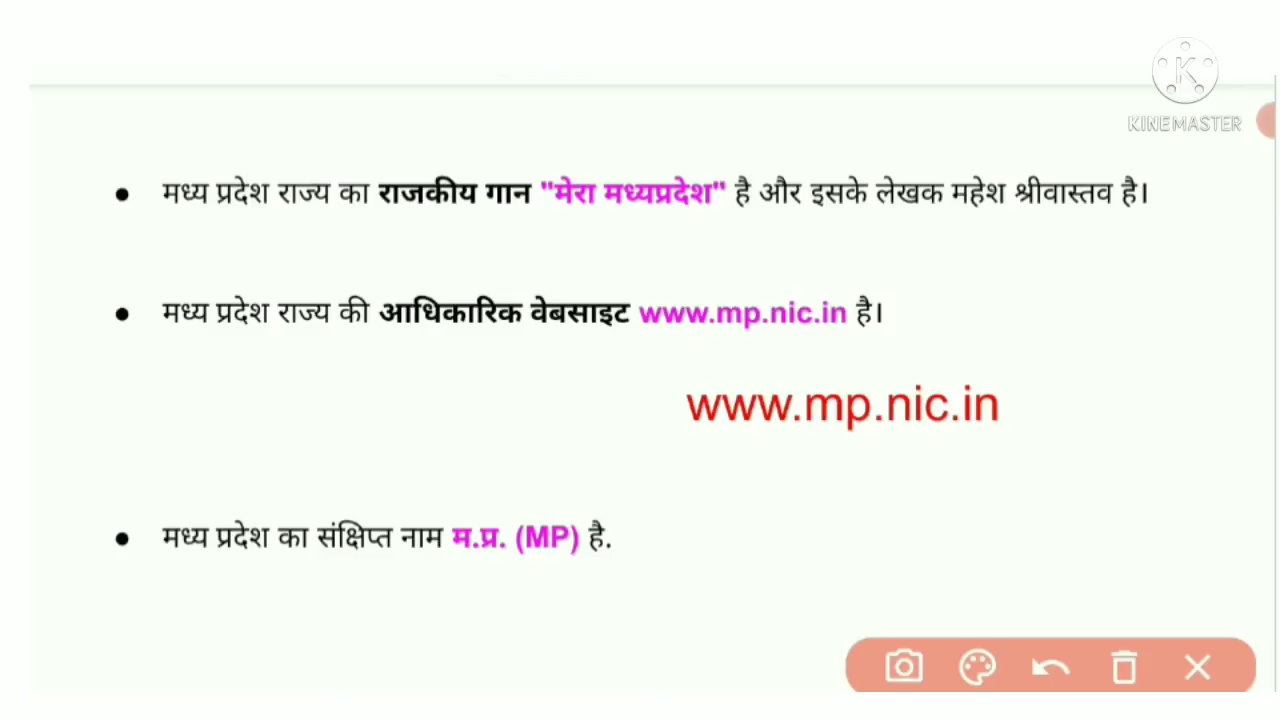 KINEMASTER
● मध्य प्रदेश राज्य का राजकीय गान "मेरा मध्यप्रदेश" है और इसके लेखक महेश श्रीवास्तव है।
● मध्य प्रदेश राज्य की आधिकारिक वेबसाइट www.mp.nic.in है।
www.mp.nic.in
● मध्य प्रदेश का संक्षिप्त नाम म.प्र. (MP) है.